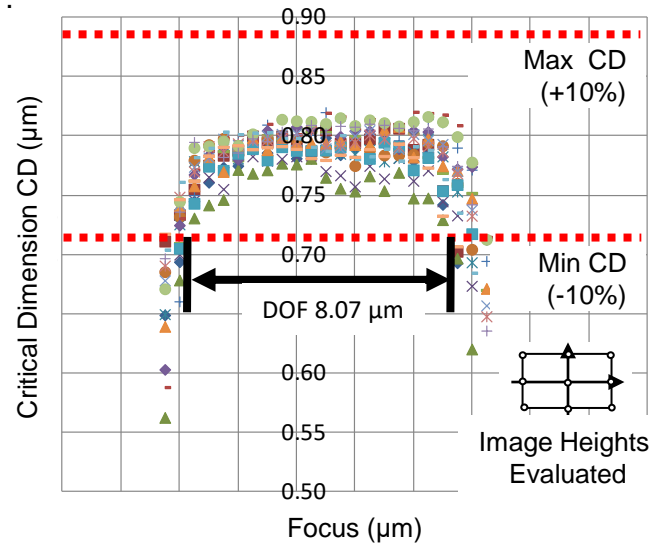 .
0.90
0.85
0.80
0.75
0.70
0.65
0.60
0.55
0.50
Critical Dimension CD (µm)
Max CD
(+10%)
Min CD
(-10%)
DOF 8.07 µm
Image Heights
Evaluated
Focus (µm)